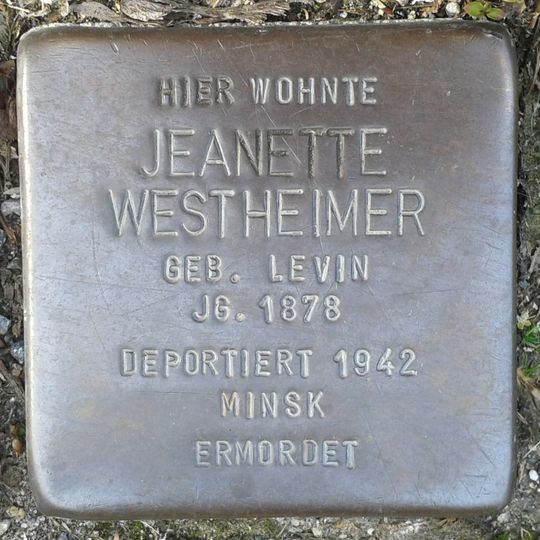 HIER WOHNTE
JEANETTE
WESTHEIMER
GEB. LEVIN
JG. 1878
DEPORTIERT 1942
MINSK
ERMORDET